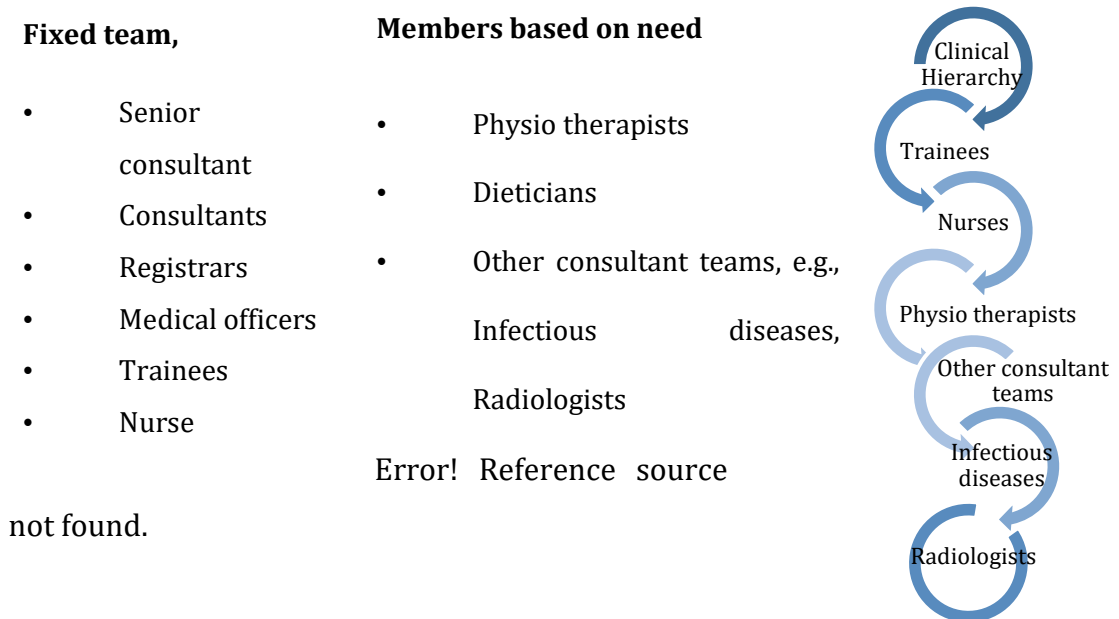 Fixed team,
• Senior
consultant
• Consultants
• Registrars
• Medical officers
• Trainees
• Nurse
Members based on need
• Physio therapists
• Dieticians
• Other consultant teams, e.g.,
Infectious diseases,
Radiologists
Error! Reference source
not found.
Clinical
Hierarchy
Trainees
Nurses
Physio therapists
Other consultant
teams
Infectious
diseases
Radiologists